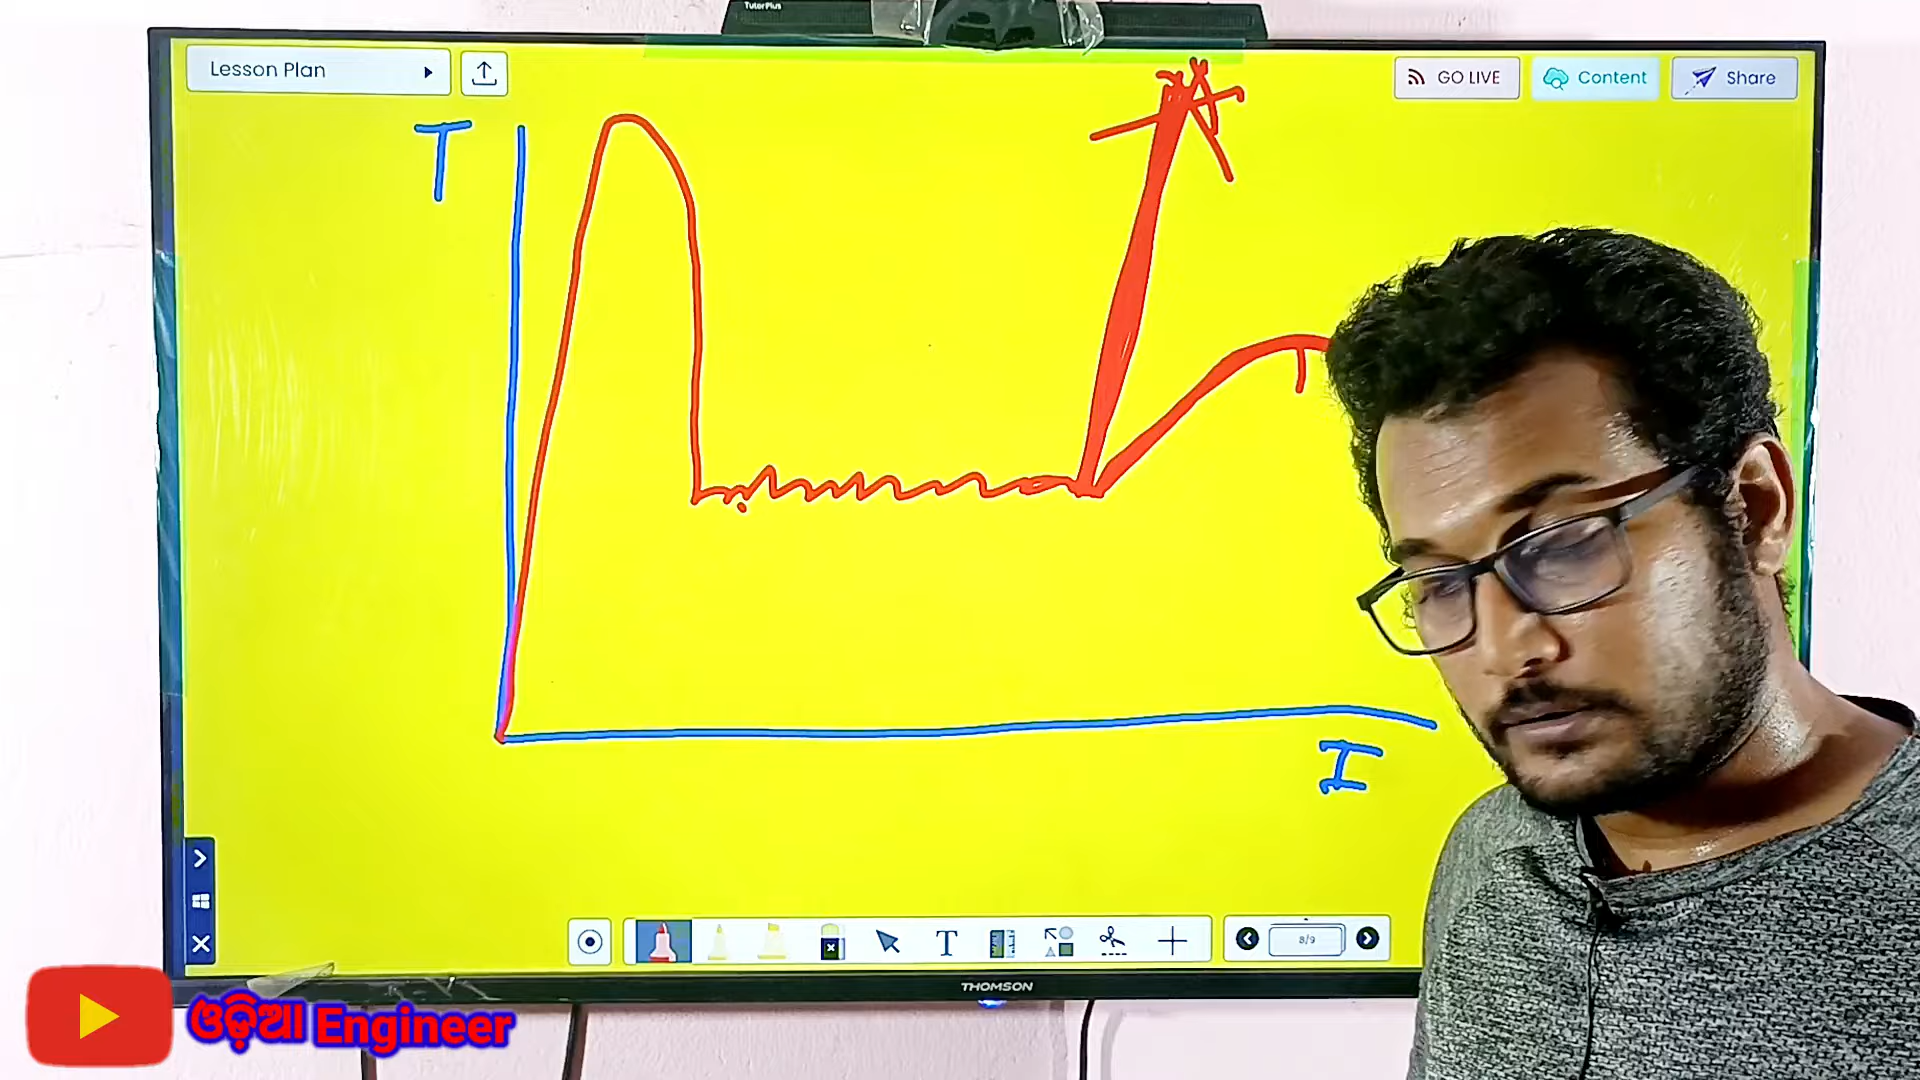 TutorPlus
Lesson Plan
GO LIVE
Content
Share
T
I
T
8/9
THOMSON
ଓଡ଼ିଆ Engineer